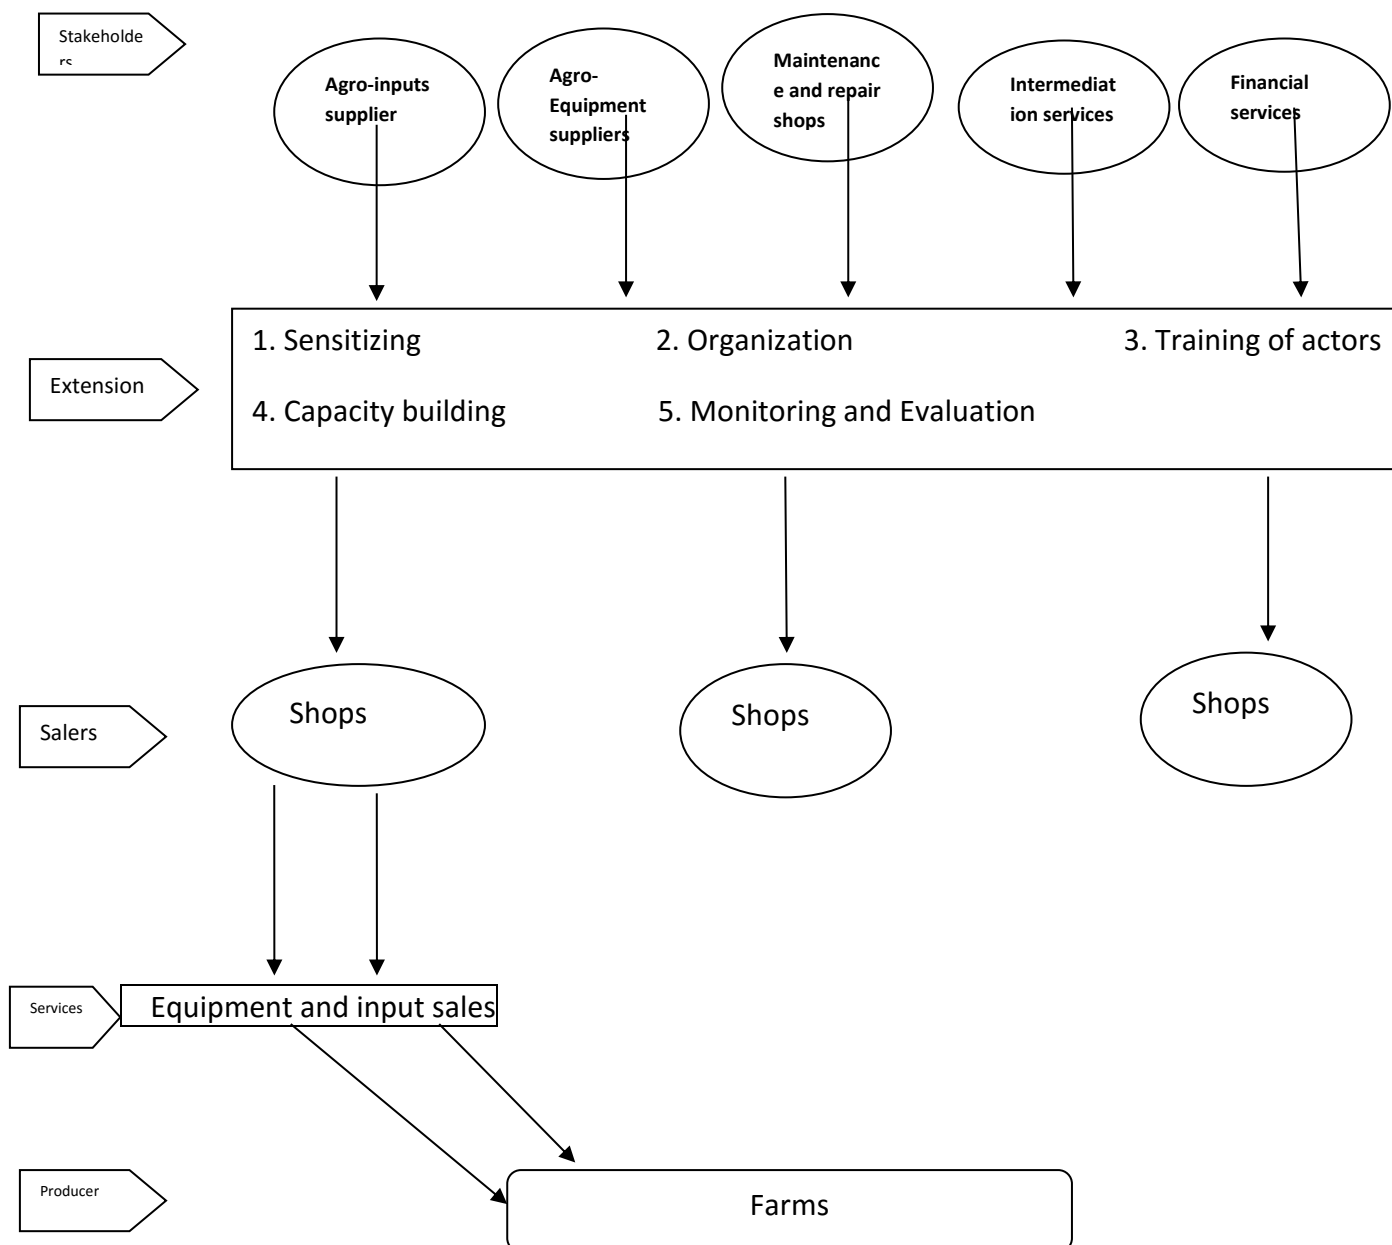 Stakeholde
rs
Agro-inputs
supplier
Agro-
Equipment
suppliers
Maintenanc
e and repair
shops
Intermediat
ion services
Financial
services
Extension
1. Sensitizing
2. Organization
3. Training of actors
4. Capacity building
5. Monitoring and Evaluation
Salers
Shops
Shops
Shops
Services
Equipment and input sales
Producer
Farms